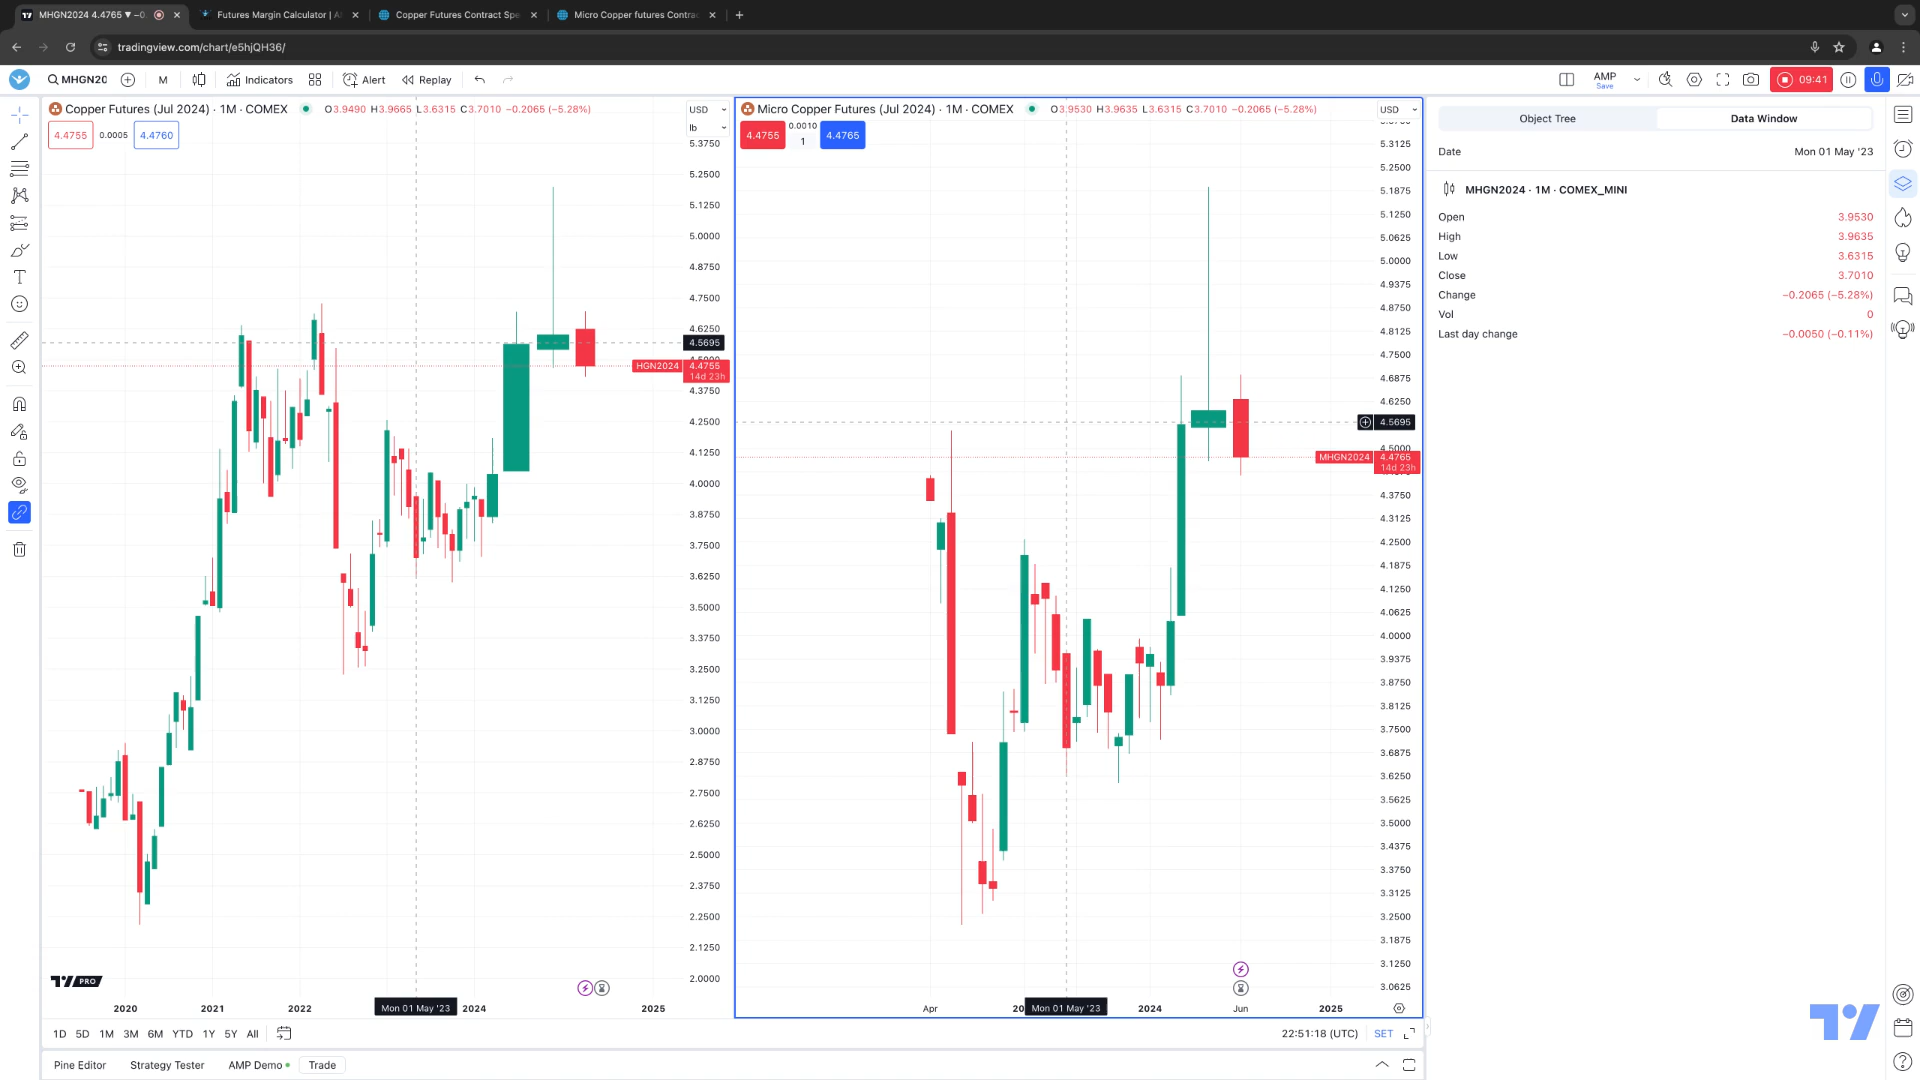 MHGN2024 4.4765 ▼ −0
Futures Margin Calculator | A
Copper Futures Contract Spe
Micro Copper futures Contra
tradingview.com/chart/e5hjQH36/
MHGN20
M
Indicators
Alert
Replay
AMP
Save
09:41
Copper Futures (Jul 2024) · 1M · COMEX
O3.9490 H3.9665 L3.6315 C3.7010 −0.2065 (−5.28%)
USD
lb
4.4755
0.0005
4.4760
5.3750
5.2500
5.1250
5.0000
4.8750
4.7500
4.6250
4.5695
4.5000
HGN2024
4.4755
14d 23h
4.3750
4.2500
4.1250
4.0000
3.8750
3.7500
3.6250
3.5000
3.3750
3.2500
3.1250
3.0000
2.8750
2.7500
2.6250
2.5000
2.3750
2.2500
2.1250
2.0000
PRO
2020
2021
2022
Mon 01 May '23
2024
2025
Micro Copper Futures (Jul 2024) · 1M · COMEX
O3.9530 H3.9635 L3.6315 C3.7010 −0.2065 (−5.28%)
USD
4.4755
0.0010
1
4.4765
5.3125
5.2500
5.1875
5.1250
5.0625
5.0000
4.9375
4.8750
4.8125
4.7500
4.6875
4.6250
4.5695
4.5000
MHGN2024
4.4765
14d 23h
4.3750
4.3125
4.2500
4.1875
4.1250
4.0625
4.0000
3.9375
3.8750
3.8125
3.7500
3.6875
3.6250
3.5625
3.5000
3.4375
3.3750
3.3125
3.2500
3.1875
3.1250
3.0625
Apr
20
Mon 01 May '23
2024
Jun
2025
1D 5D 1M 3M 6M YTD 1Y 5Y All
22:51:18 (UTC)
SET
Pine Editor
Strategy Tester
AMP Demo
Trade
Object Tree
Data Window
Date
Mon 01 May '23
MHGN2024 · 1M · COMEX_MINI
Open 3.9530
High 3.9635
Low 3.6315
Close 3.7010
Change −0.2065 (−5.28%)
Vol 0
Last day change −0.0050 (−0.11%)